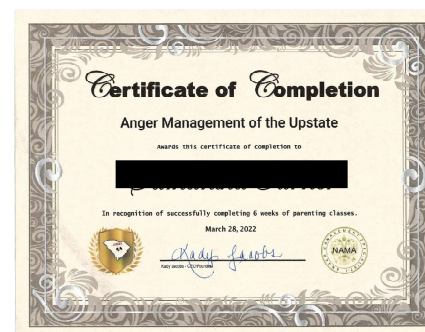 Certificate of Completion
Anger Management of the Upstate
Awards this certificate of completion to
In recognition of successfully completing 6 weeks of parenting classes.
March 28, 2022
Kady Jacobs
NAMA